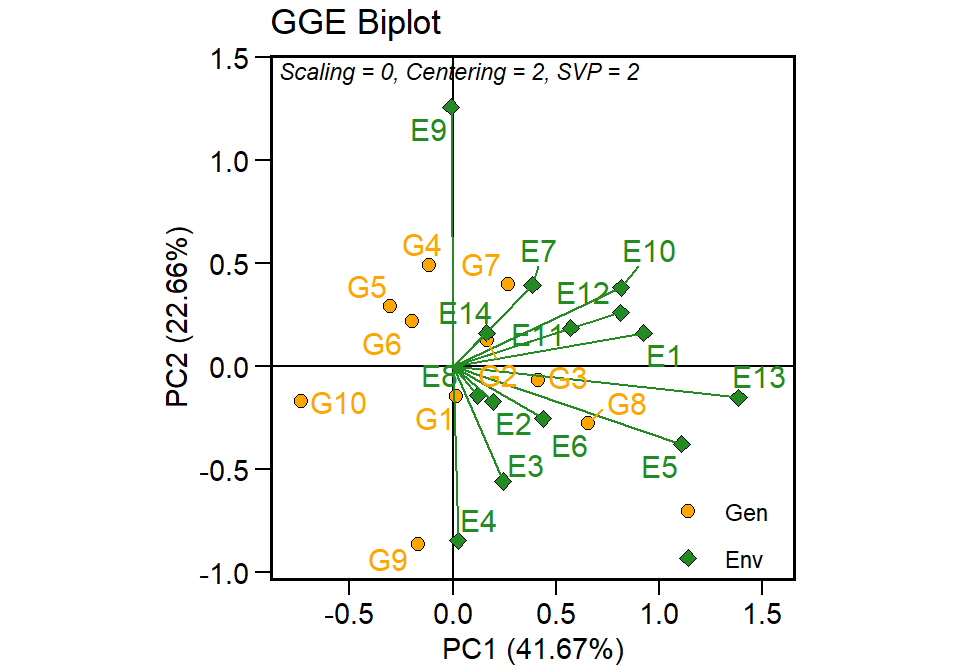 GGE Biplot
1.5
Scaling = 0, Centering = 2, SVP = 2
E9
1.0
G4
E7
E10
0.5
G7
G5
E12
E14
G6
E11
E1
PC2 (22.66%)
0.0
E8
G2
G3
E13
G10
G1
G8
E2
E6
-0.5
E3
E5
Gen
E4
G9
Env
-1.0
-0.5 0.0 0.5 1.0 1.5
PC1 (41.67%)